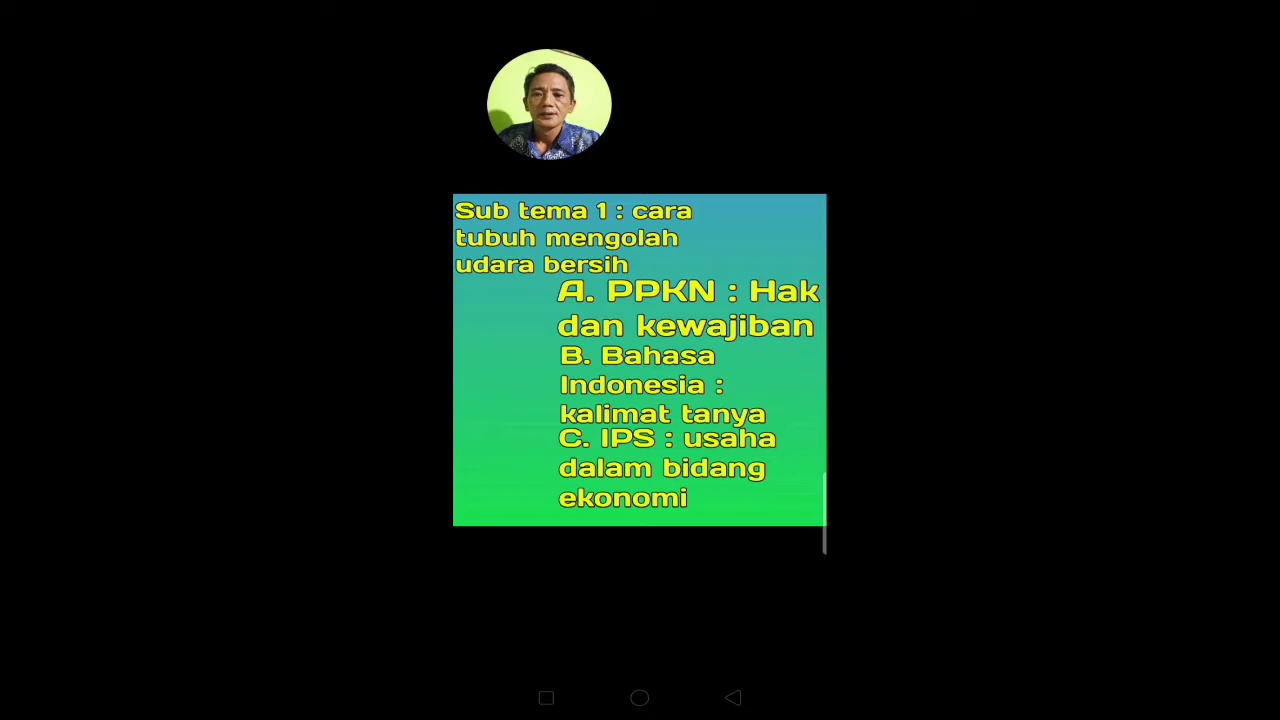 Sub tema 1 : cara
tubuh mengolah
udara bersih
A. PPKN : Hak
dan kewajiban
B. Bahasa
Indonesia :
kalimat tanya
C. IPS : usaha
dalam bidang
ekonomi